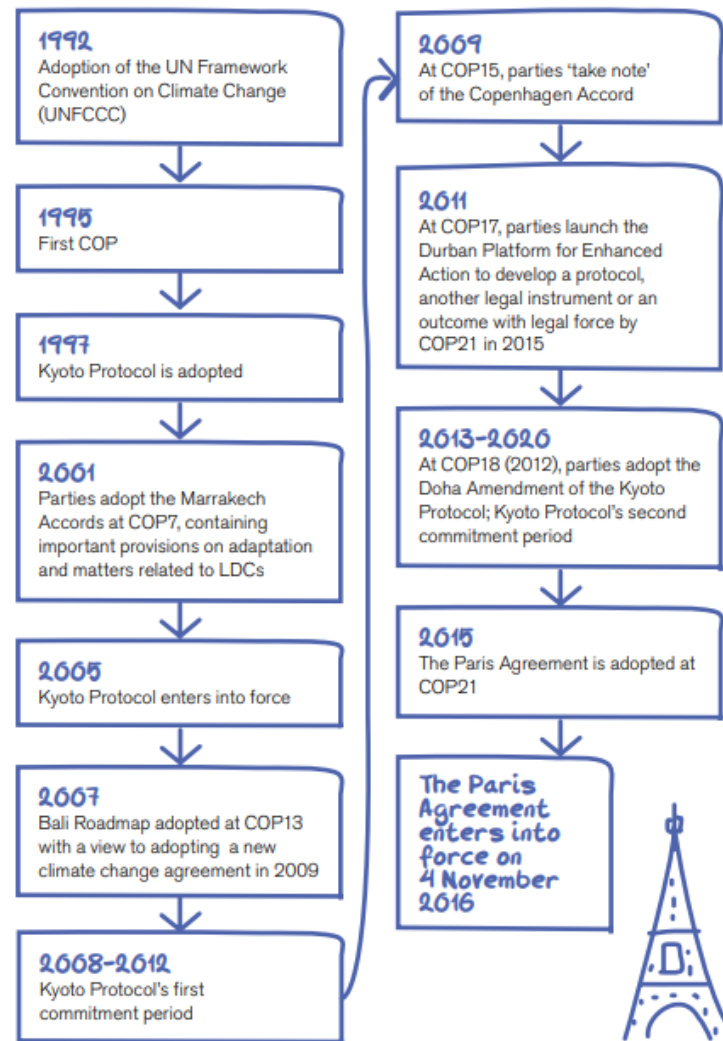 1992
Adoption of the UN Framework
Convention on Climate Change
(UNFCCC)
1995
First COP
1997
Kyoto Protocol is adopted
2001
Parties adopt the Marrakech
Accords at COP7, containing
important provisions on adaptation
and matters related to LDCs
2005
Kyoto Protocol enters into force
2007
Bali Roadmap adopted at COP13
with a view to adopting a new
climate change agreement in 2009
2008-2012
Kyoto Protocol's first
commitment period
2009
At COP15, parties ‘take note’
of the Copenhagen Accord
2011
At COP17, parties launch the
Durban Platform for Enhanced
Action to develop a protocol,
another legal instrument or an
outcome with legal force by
COP21 in 2015
2013-2020
At COP18 (2012), parties adopt the
Doha Amendment of the Kyoto
Protocol; Kyoto Protocol's second
commitment period
2015
The Paris Agreement is adopted at
COP21
The Paris
Agreement
enters into
force on
4 November
2016